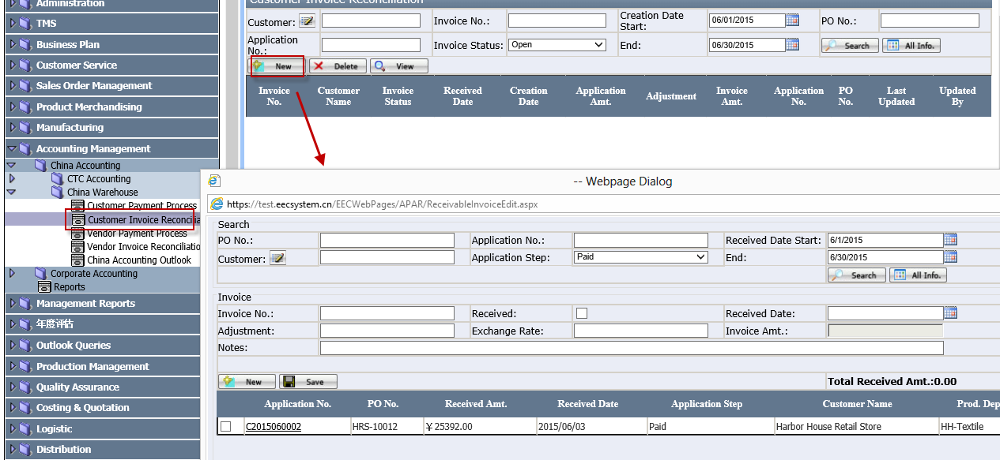 Administration
TMS
Business Plan
Customer Service
Sales Order Management
Product Merchandising
Manufacturing
Accounting Management
China Accounting
CTC Accounting
China Warehouse
Customer Payment Process
Customer Invoice Reconcilia
Vendor Payment Process
Vendor Invoice Reconciliatio
China Accounting Outlook
Corporate Accounting
Reports
Management Reports
年度评估
Outlook Queries
Production Management
Quality Assurance
Costing & Quotation
Logistic
Distribution
Customer Invoice Reconciliation
Customer: Invoice No.: Creation Date Start: 06/01/2015 PO No.:
Application No.: Invoice Status: Open End: 06/30/2015 Search All Info.
New Delete View
Invoice No. Customer Name Invoice Status Received Date Creation Date Application Amt. Adjustment Invoice Amt. Application No. PO No. Last Updated Updated By
-- Webpage Dialog
https://test.eecsystem.cn/EECWebPages/APAR/ReceivableInvoiceEdit.aspx
Search
PO No.: Application No.: Received Date Start: 6/1/2015
Customer: Application Step: Paid End: 6/30/2015
Search All Info.
Invoice
Invoice No.: Received: Received Date:
Adjustment: Exchange Rate: Invoice Amt.:
Notes:
New Save Total Received Amt.:0.00
Application No. PO No. Received Amt. Received Date Application Step Customer Name Prod. Dep
C2015060002 HRS-10012 ¥25392.00 2015/06/03 Paid Harbor House Retail Store HH-Textile